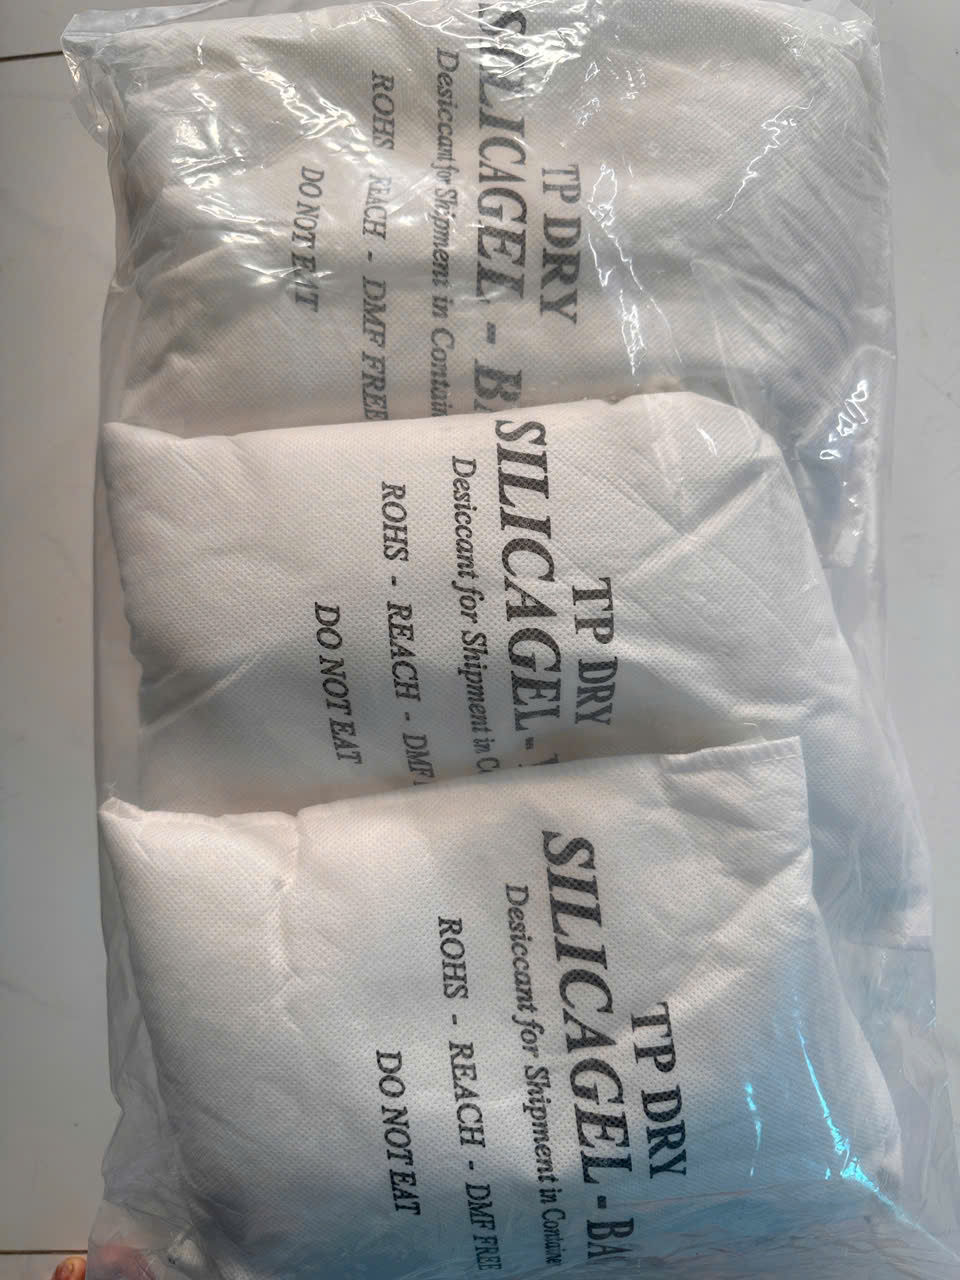 TP DRY
SILICAGEL - B
Desiccant for Shipment in Contain
ROHS - REACH - DMF FREE
DO NOT EAT
TP DRY
SILICAGEL -
Desiccant for Shipment in C
ROHS - REACH - DMF
DO NOT EAT
TP DRY
SILICAGEL - BA
Desiccant for Shipment in Containe
ROHS - REACH - DMF FREE
DO NOT EAT